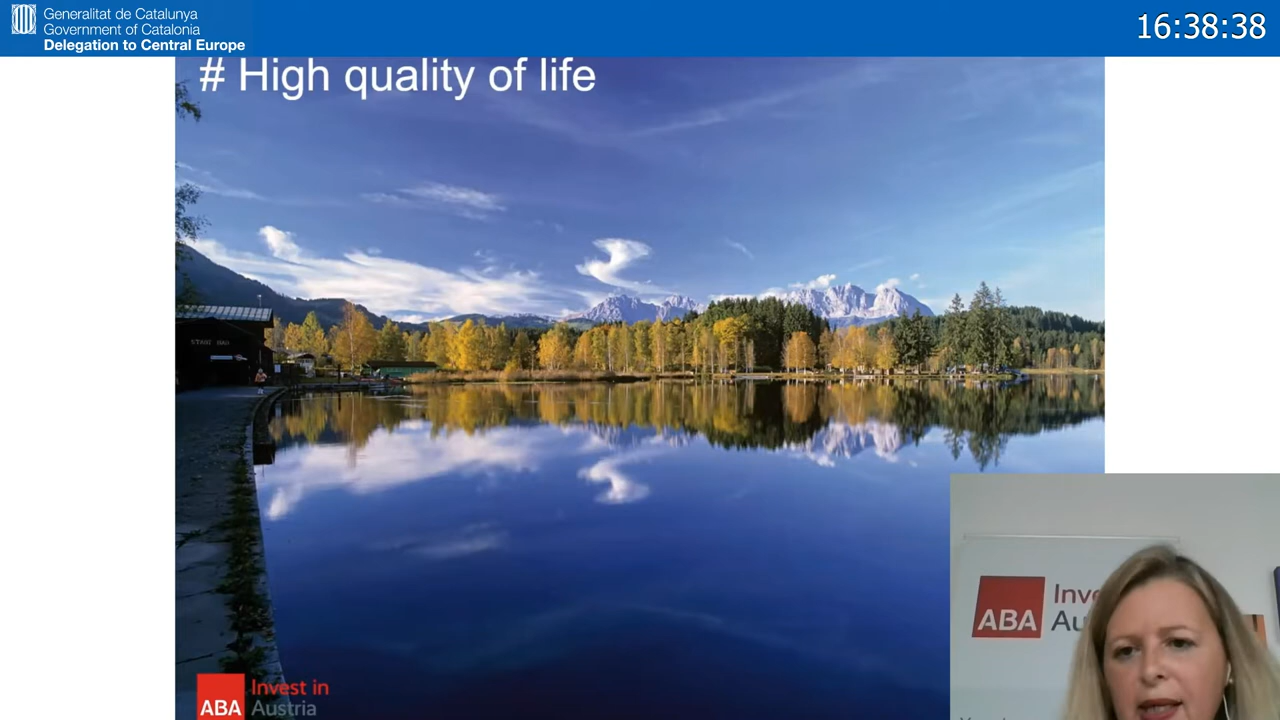 Generalitat de Catalunya
Government of Catalonia
Delegation to Central Europe
16:38:38
# High quality of life
ABA
Invest in
Austria
ABA